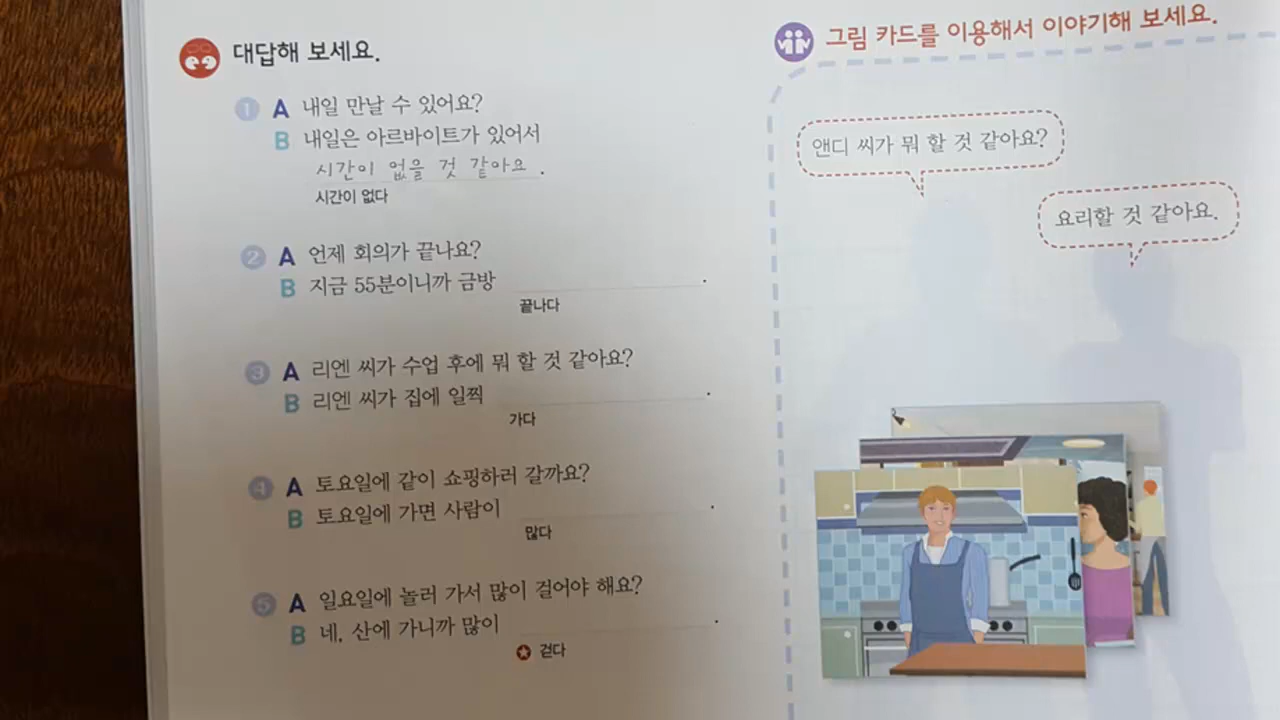 대답해 보세요.
1 A 내일 만날 수 있어요?
B 내일은 아르바이트가 있어서
시간이 없을 것 같아요.
시간이 없다
2 A 언제 회의가 끝나요?
B 지금 55분이니까 금방 .
끝나다
3 A 리엔 씨가 수업 후에 뭐 할 것 같아요?
B 리엔 씨가 집에 일찍 .
가다
4 A 토요일에 같이 쇼핑하러 갈까요?
B 토요일에 가면 사람이 .
많다
5 A 일요일에 놀러 가서 많이 걸어야 해요?
B 네, 산에 가니까 많이 .
걷다
그림 카드를 이용해서 이야기해 보세요.
앤디 씨가 뭐 할 것 같아요?
요리할 것 같아요.